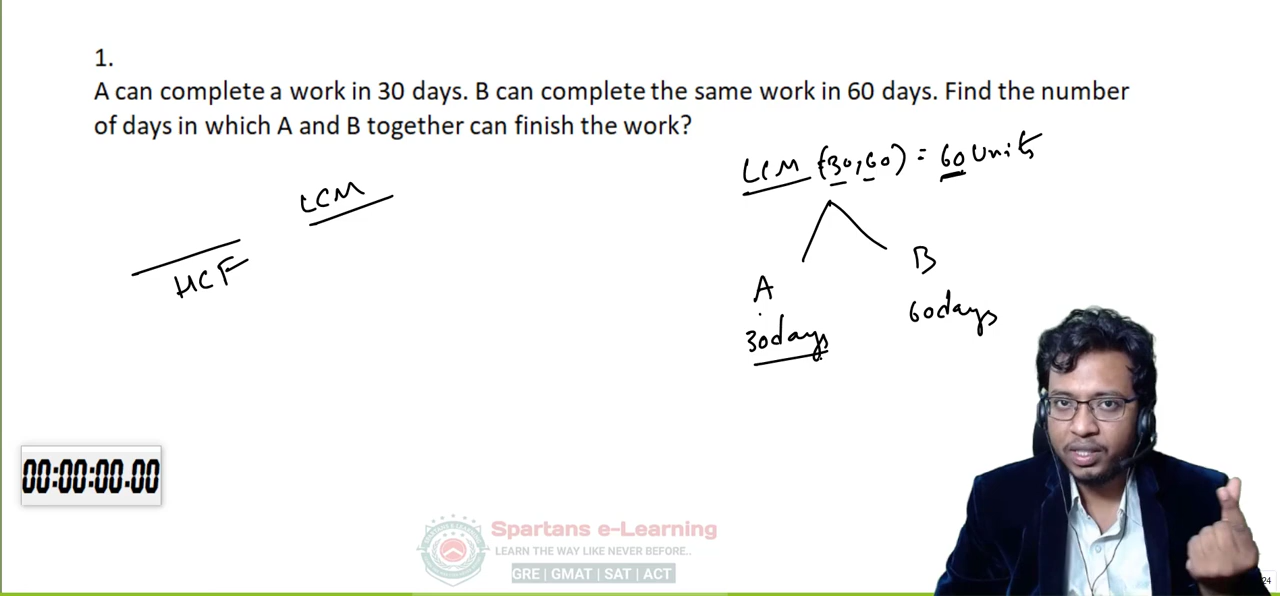 1.
A can complete a work in 30 days. B can complete the same work in 60 days. Find the number
of days in which A and B together can finish the work?
LCM (30,60) = 60 Units
LCM
HCF
A
B
30days
60days
00:00:00.00
Spartans e-Learning
LEARN THE WAY LIKE NEVER BEFORE..
GRE | GMAT | SAT | ACT
24